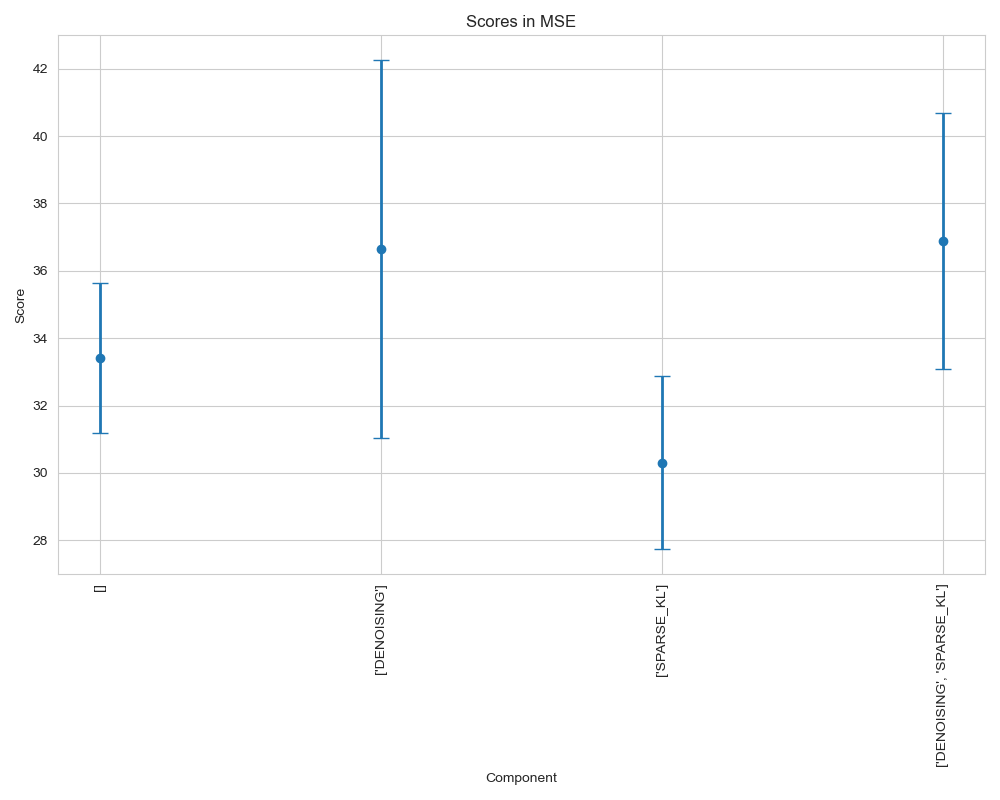 Scores in MSE
Score
42
40
38
36
34
32
30
28
[]
['DENOISING']
['SPARSE_KL']
['DENOISING', 'SPARSE_KL']
Component